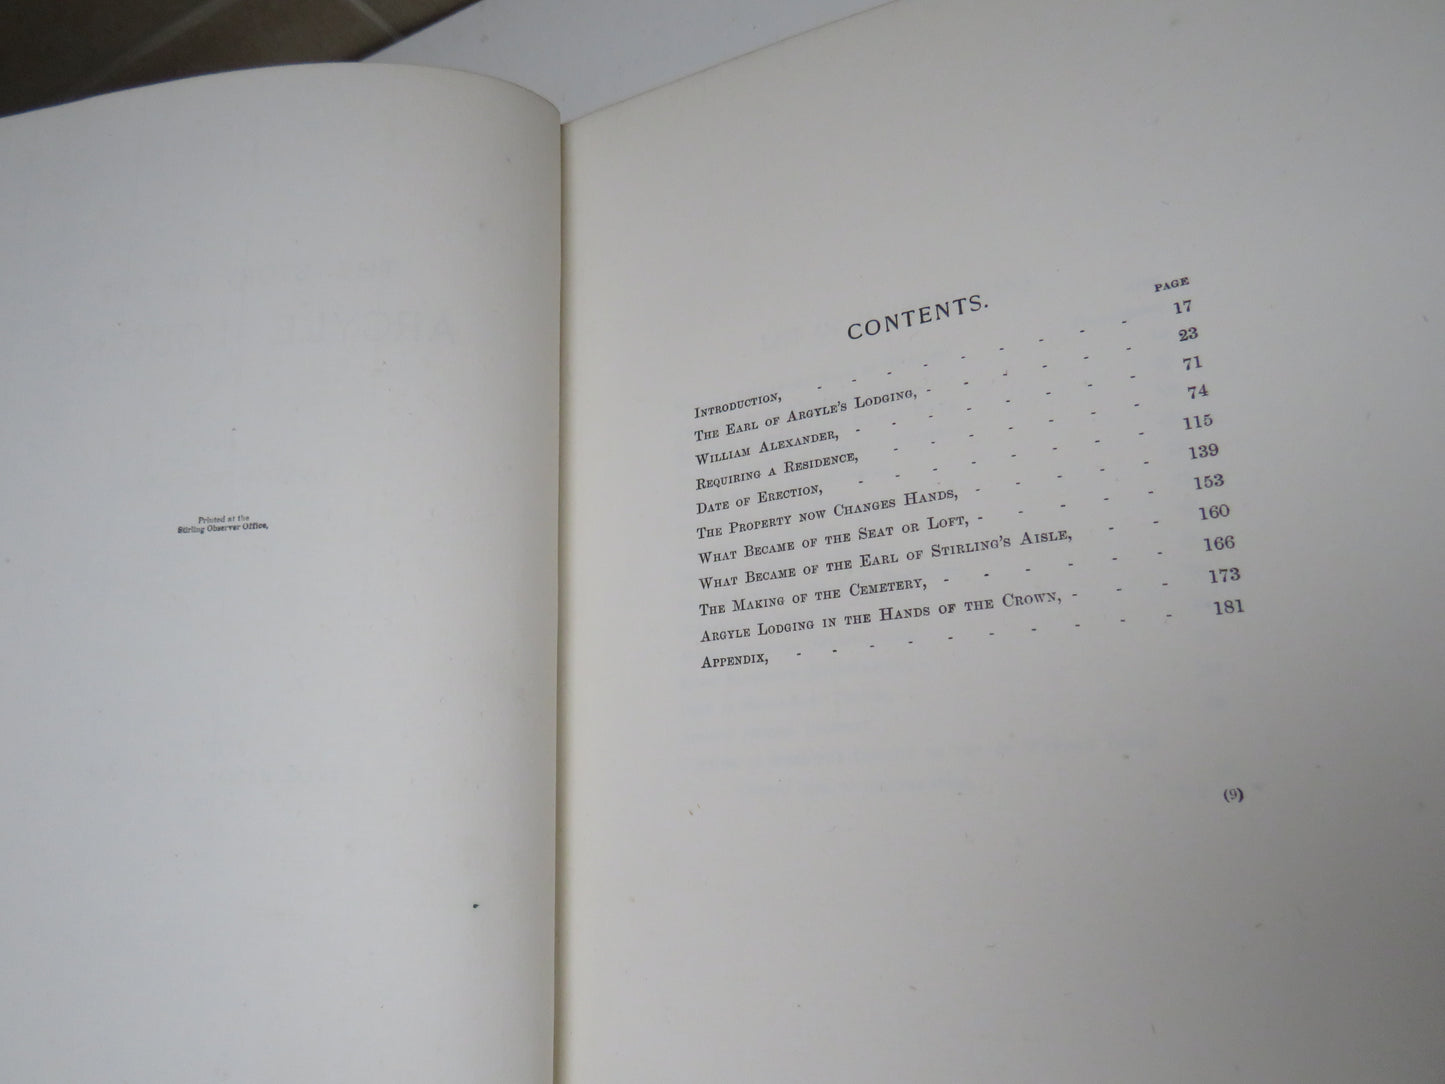 Printed at the
Stirling Observer Office,
CONTENTS.
PAGE
Introduction, - - - - - - - - - 17
The Earl of Argyle's Lodging, - - - - - - 23
William Alexander, - - - - - - - - 71
Requiring a Residence, - - - - - - - 74
Date of Erection, - - - - - - - - 115
The Property now Changes Hands, - - - - - 139
What Became of the Seat or Loft, - - - - - 153
What Became of the Earl of Stirling's Aisle, - - 160
The Making of the Cemetery, - - - - - - 166
Argyle Lodging in the Hands of the Crown, - - - 173
Appendix, - - - - - - - - - - 181
(9)